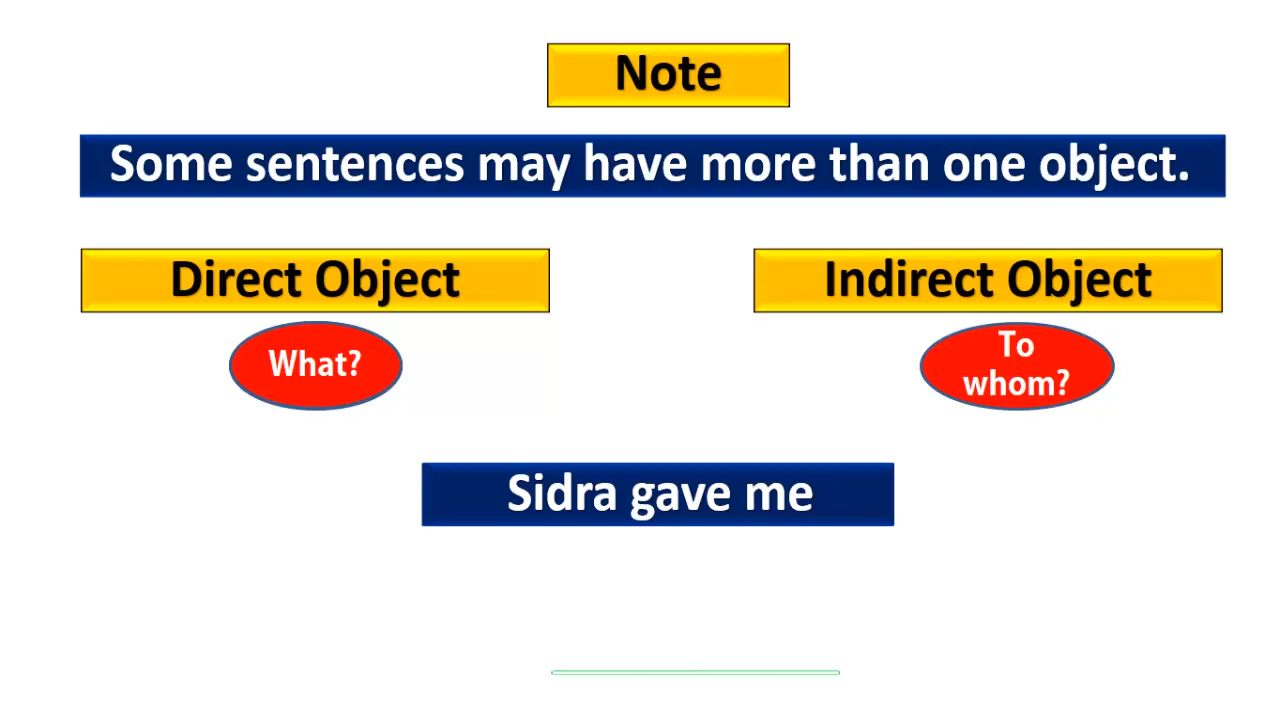 Note
Some sentences may have more than one object.
Direct Object
Indirect Object
What?
To
whom?
Sidra gave me